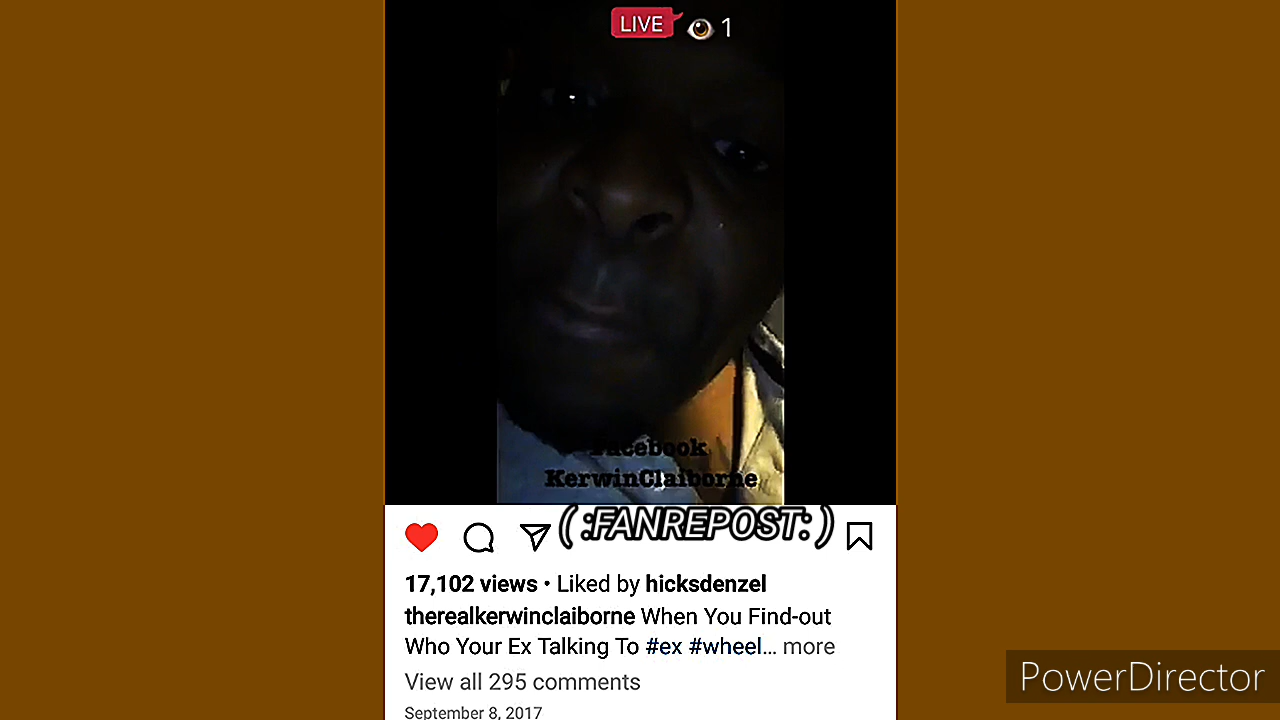 LIVE 1
Facebook
KerwinClaiborne
( :FANREPOST: )
17,102 views • Liked by hicksdenzel
therealkerwinclaiborne When You Find-out
Who Your Ex Talking To #ex #wheel... more
View all 295 comments
September 8, 2017
PowerDirector